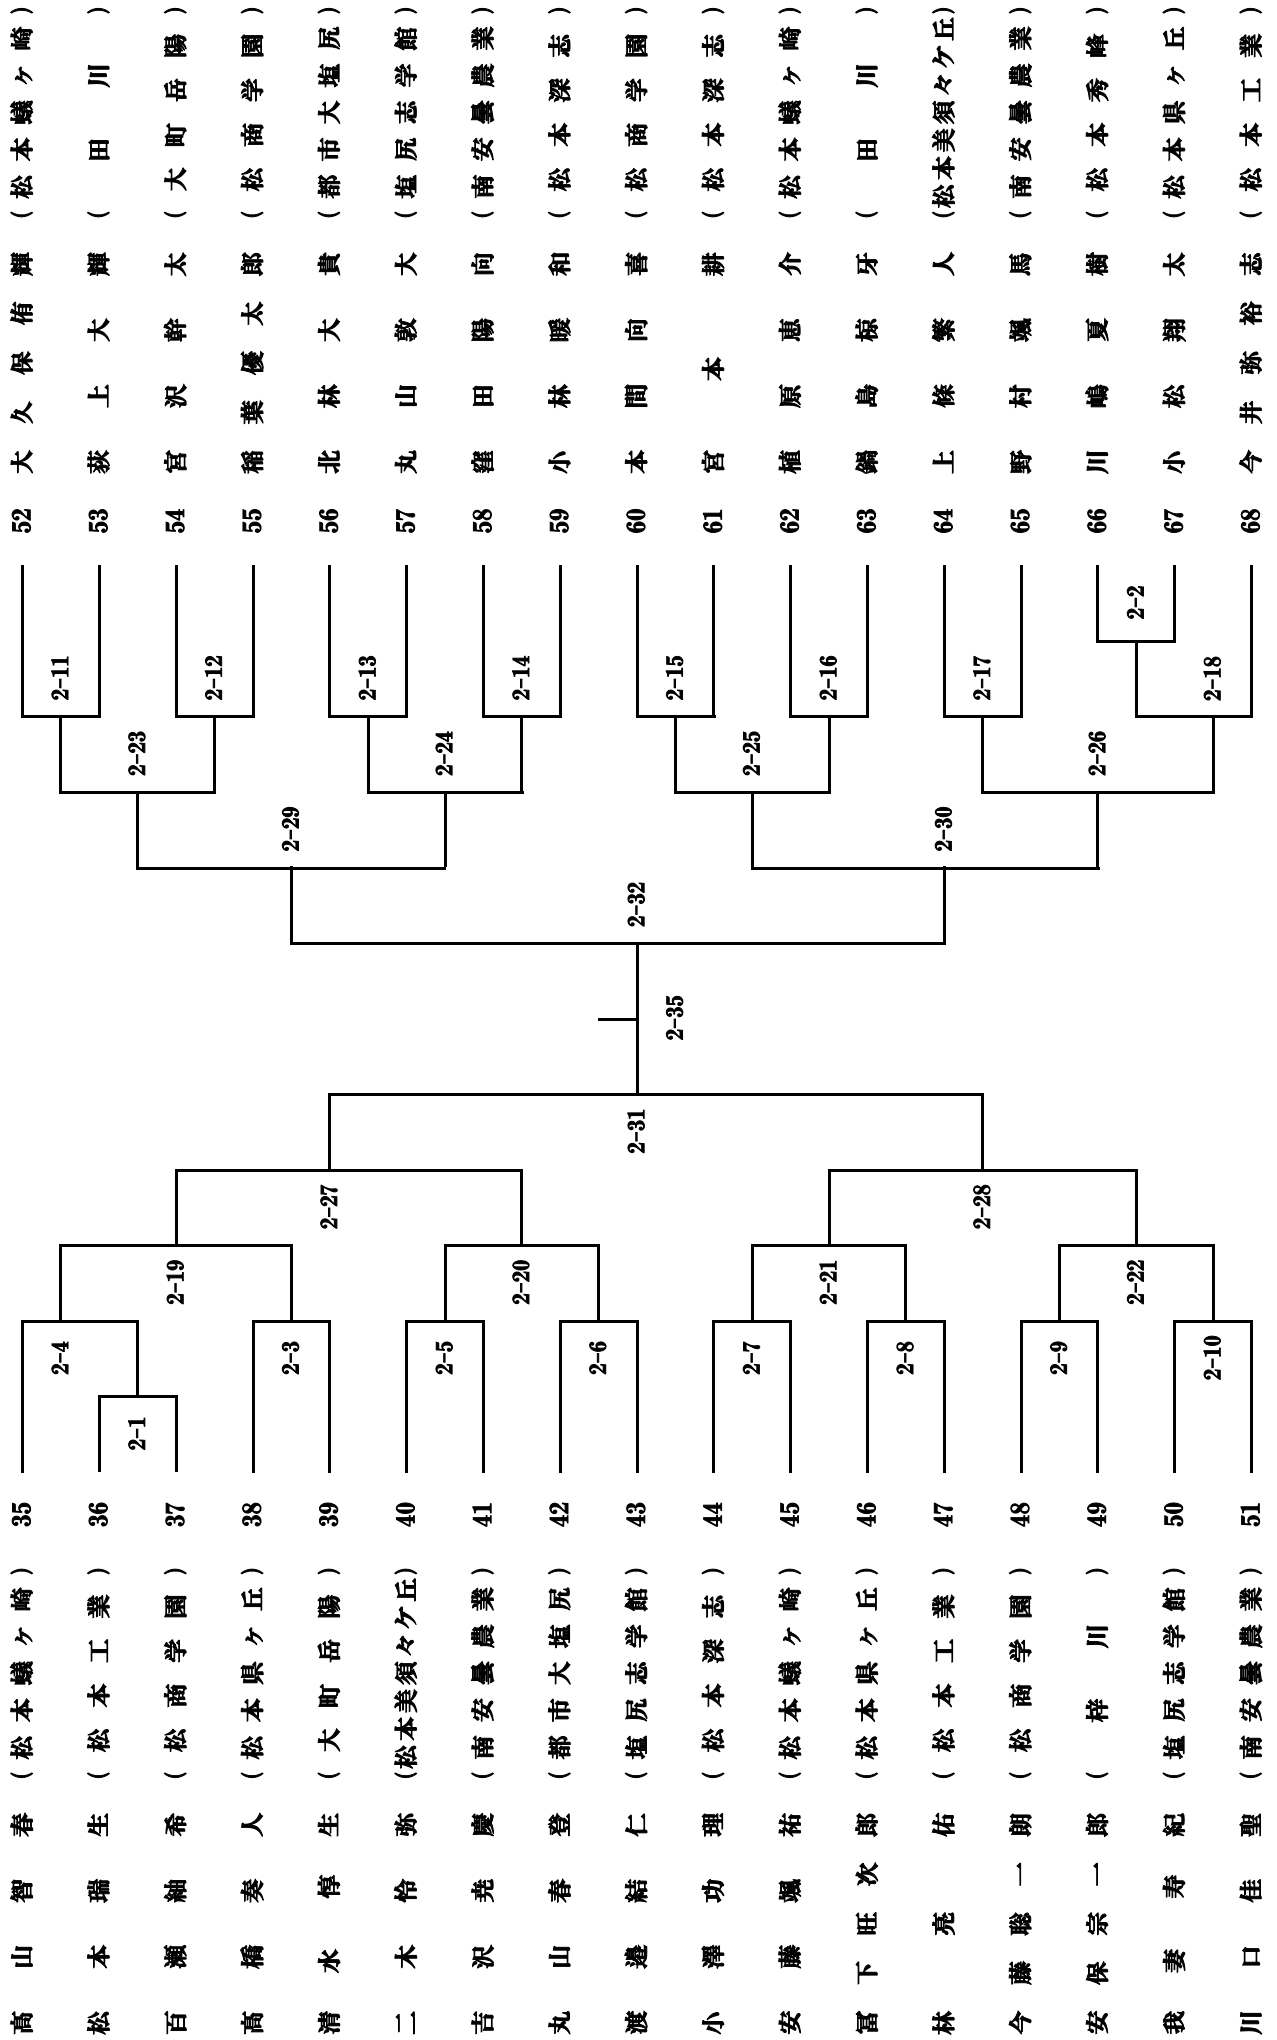 35 髙山智春 (松本蟻ヶ崎)
36 松本瑞生 (松本工業)
37 百瀬紬希 (松商学園)
38 髙橋奏人 (松本県ヶ丘)
39 清水惇生 (大町岳陽)
40 二木怜弥 (松本美須々ケ丘)
41 吉沢尭慶 (南安曇農業)
42 丸山春登 (都市大塩尻)
43 渡邉結仁 (塩尻志学館)
44 小澤功理 (松本深志)
45 安藤颯祐 (松本蟻ヶ崎)
46 冨下旺次郎 (松本県ヶ丘)
47 林亮佑 (松本工業)
48 今藤聡一朗 (松商学園)
49 安保宗一郎 (梓川)
50 我妻寿紀 (塩尻志学館)
51 川口佳聖 (南安曇農業)
2-1
2-4
2-3
2-5
2-6
2-7
2-8
2-9
2-10
2-19
2-20
2-21
2-22
2-27
2-28
2-31
2-35
2-32
2-29
2-30
2-23
2-24
2-25
2-26
2-11
2-12
2-13
2-14
2-15
2-16
2-17
2-18
2-2
52 大久保侑輝 (松本蟻ヶ崎)
53 荻上大輝 (田川)
54 宮沢幹太 (大町岳陽)
55 稲葉優太郎 (松商学園)
56 北林大貴 (都市大塩尻)
57 丸山敦大 (塩尻志学館)
58 窪田陽向 (南安曇農業)
59 小林暖和 (松本深志)
60 本間向喜 (松商学園)
61 宮本耕 (松本深志)
62 植原恵介 (松本蟻ヶ崎)
63 鍋島椋牙 (田川)
64 上條繁人 (松本美須々ケ丘)
65 野村颯馬 (南安曇農業)
66 川嶋夏樹 (松本秀峰)
67 小松翔太 (松本県ヶ丘)
68 今井弥裕志 (松本工業)